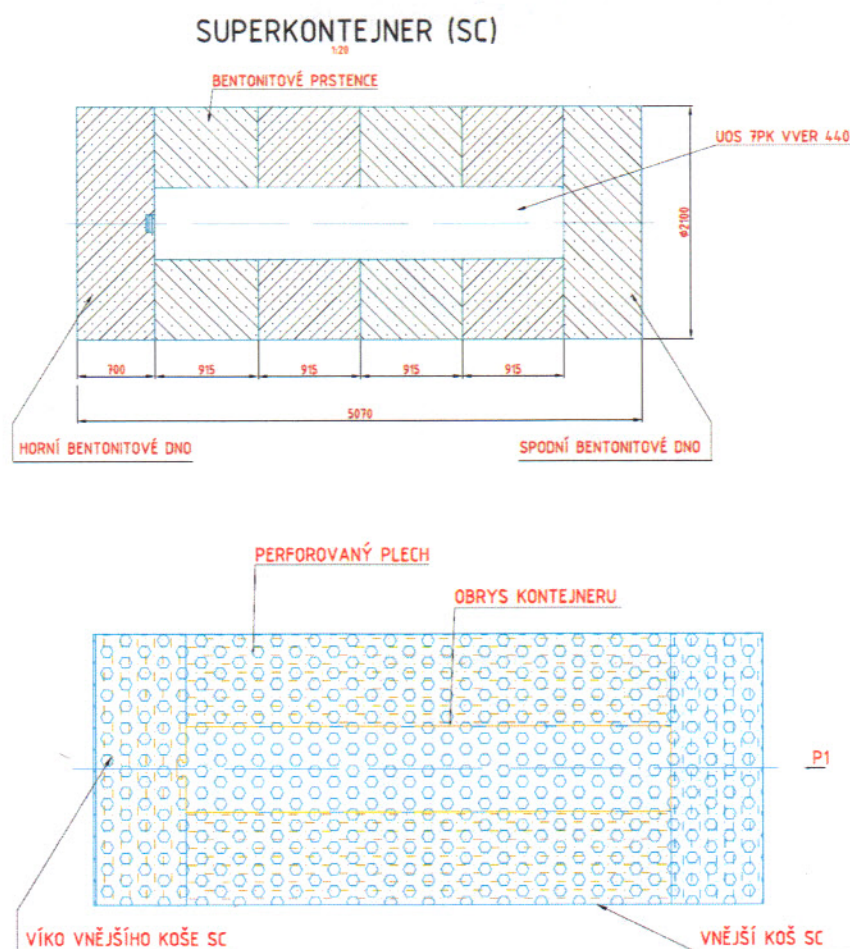 SUPERKONTEJNER (SC)
1:20
BENTONITOVÉ PRSTENCE
UOS 7PK VVER 440
ø2100
700 915 915 915 915
5070
HORNÍ BENTONITOVÉ DNO
SPODNÍ BENTONITOVÉ DNO
PERFOROVANÝ PLECH
OBRYS KONTEJNERU
P1
VÍKO VNĚJŠÍHO KOŠE SC
VNĚJŠÍ KOŠ SC